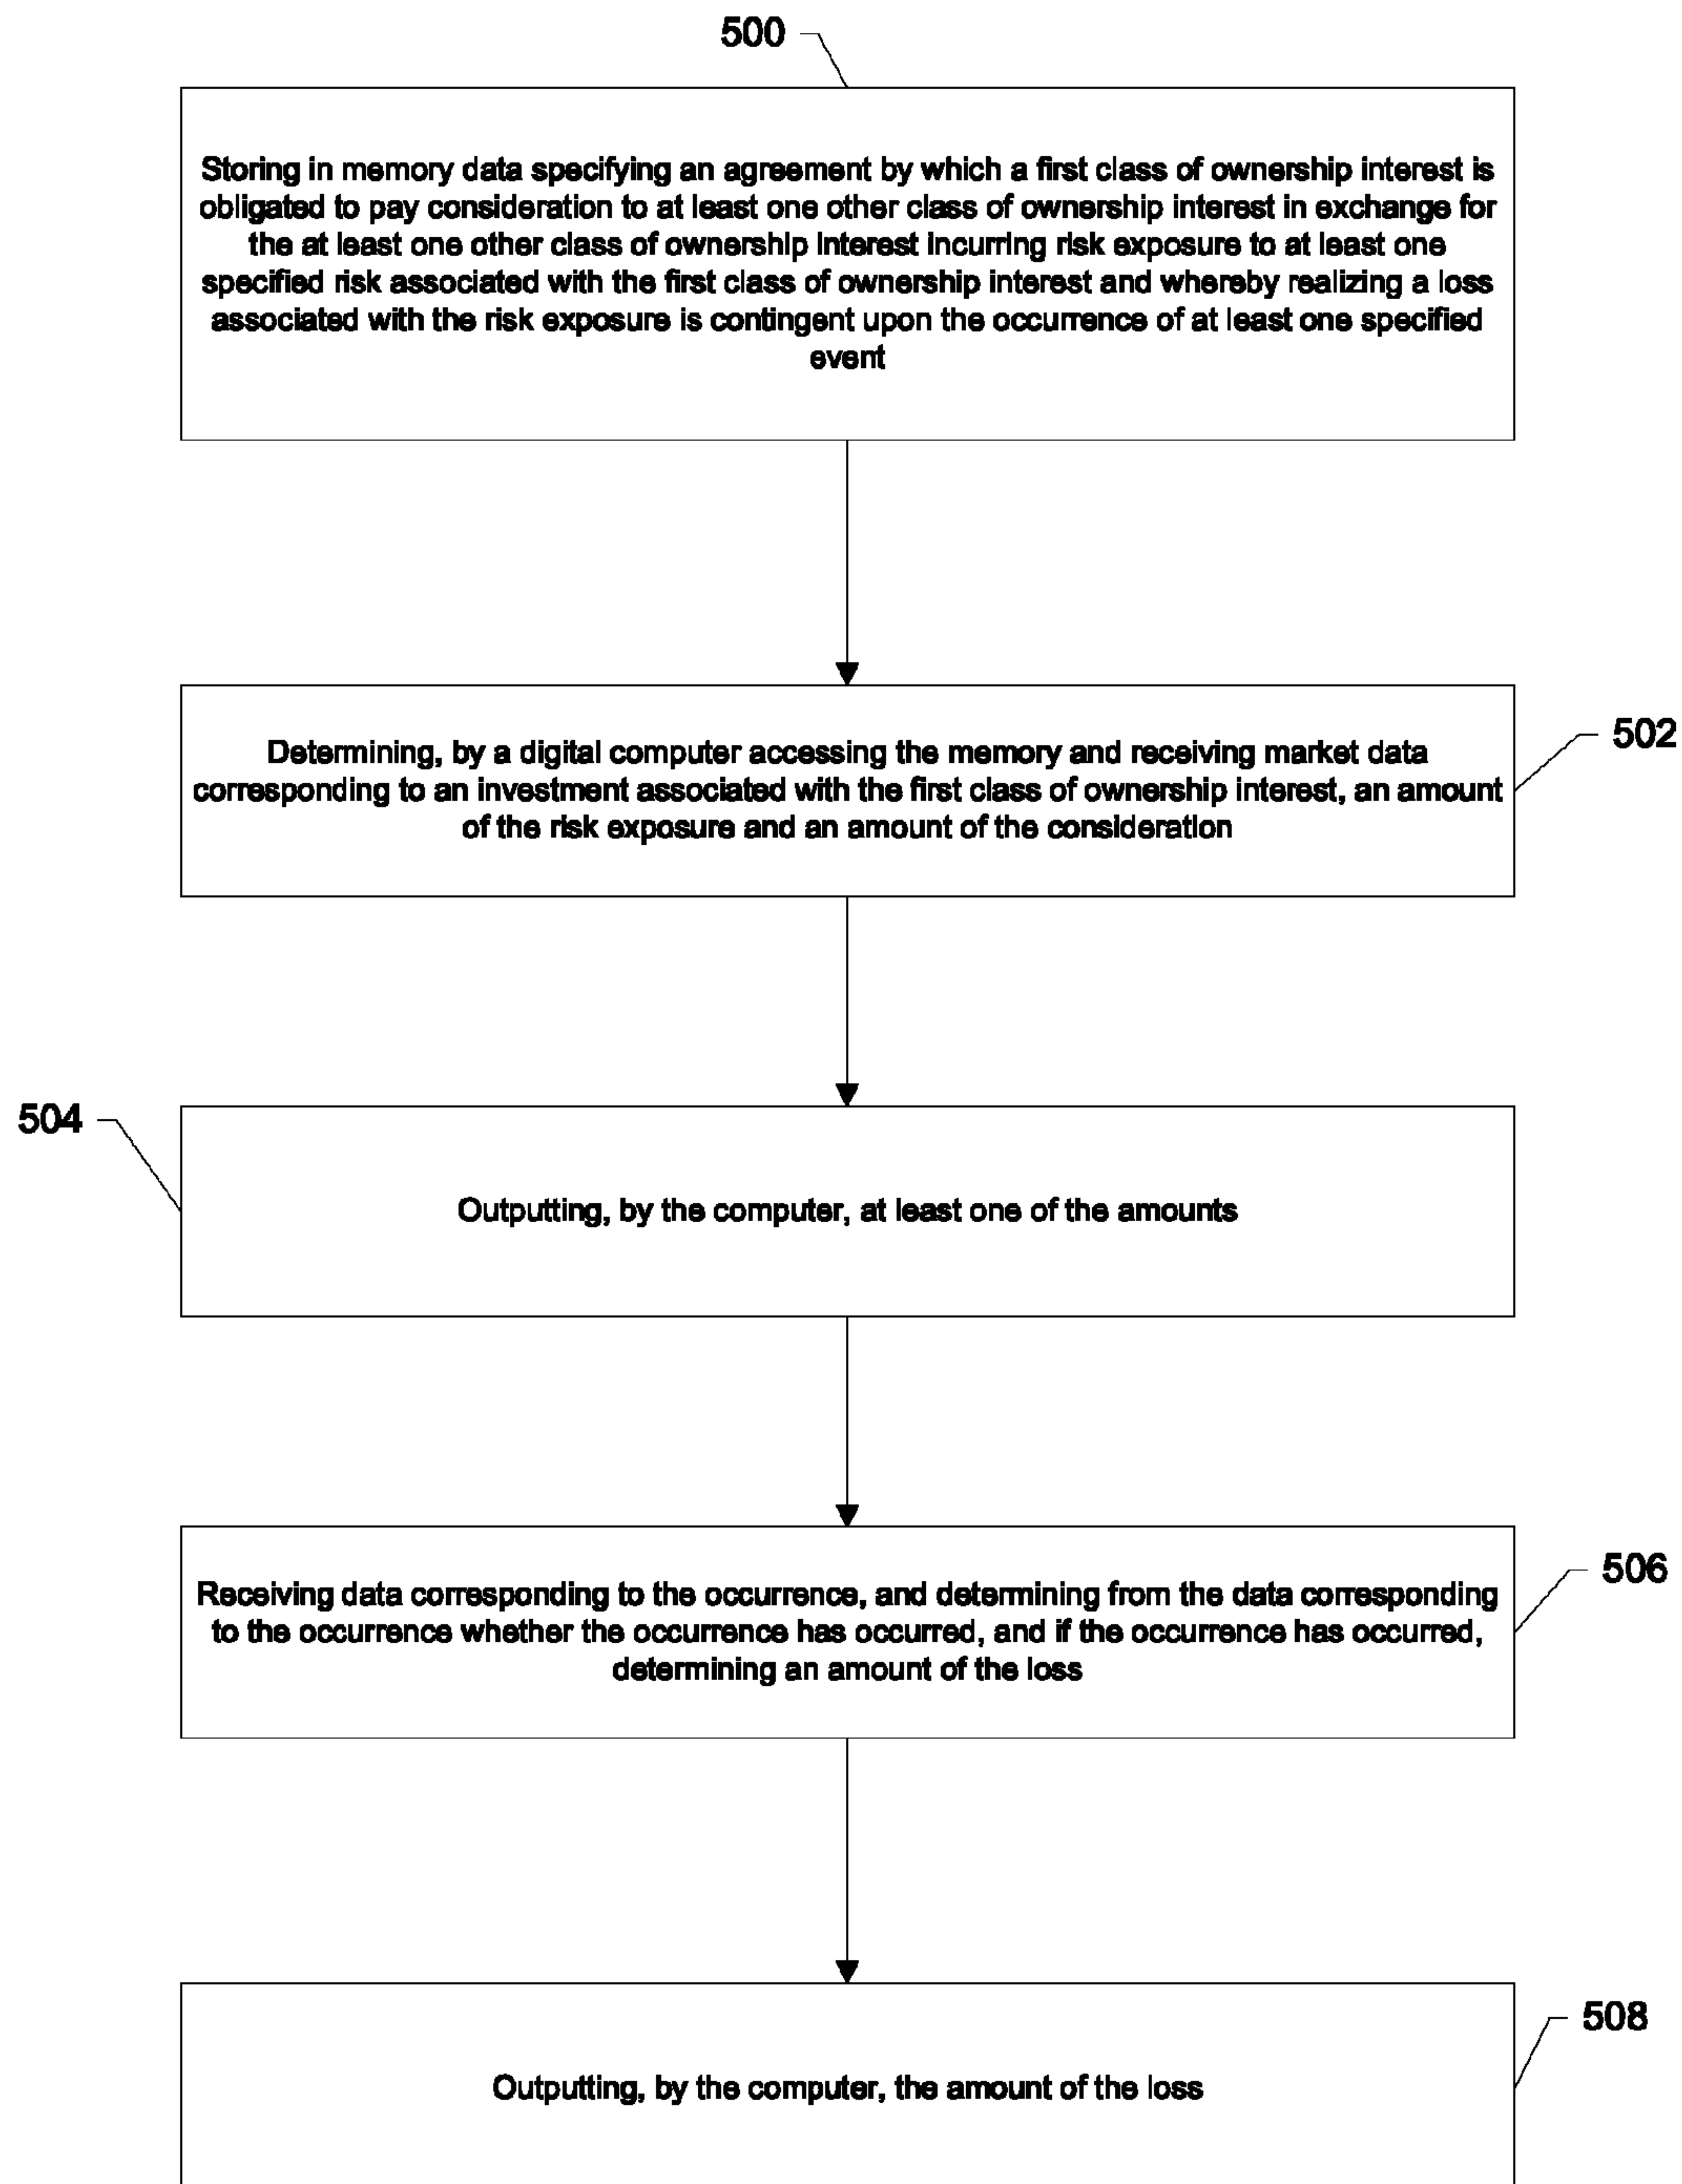 500
Storing in memory data specifying an agreement by which a first class of ownership interest is
obligated to pay consideration to at least one other class of ownership interest in exchange for
the at least one other class of ownership interest incurring risk exposure to at least one
specified risk associated with the first class of ownership interest and whereby realizing a loss
associated with the risk exposure is contingent upon the occurrence of at least one specified
event
502
Determining, by a digital computer accessing the memory and receiving market data
corresponding to an investment associated with the first class of ownership interest, an amount
of the risk exposure and an amount of the consideration
504
Outputting, by the computer, at least one of the amounts
506
Receiving data corresponding to the occurrence, and determining from the data corresponding
to the occurrence whether the occurrence has occurred, and if the occurrence has occurred,
determining an amount of the loss
508
Outputting, by the computer, the amount of the loss